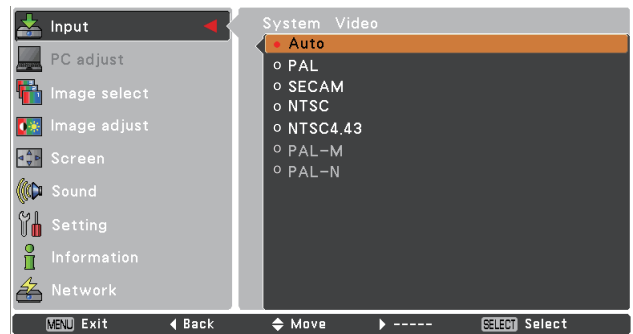 Input
PC adjust
Image select
Image adjust
Screen
Sound
Setting
Information
Network
System Video
Auto
PAL
SECAM
NTSC
NTSC4.43
PAL-M
PAL-N
MENU Exit Back Move ----- SELECT Select